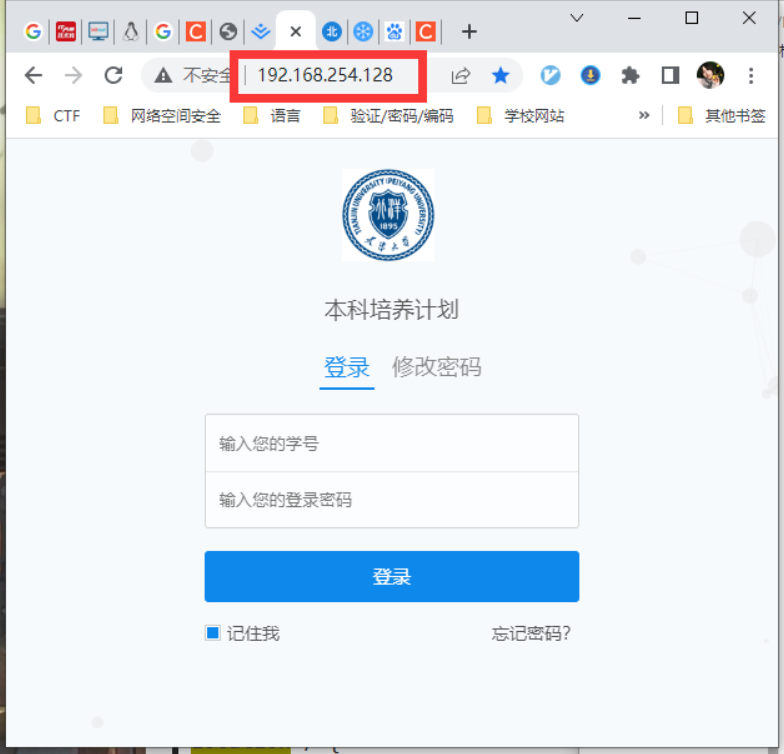 不安全 192.168.254.128
CTF 网络空间安全 语言 验证/密码/编码 学校网站 » 其他书签
TIANJIN UNIVERSITY (PEIYANG UNIVERSITY)
北洋
1895
天津大学
本科培养计划
登录 修改密码
输入您的学号
输入您的登录密码
登录
记住我 忘记密码?